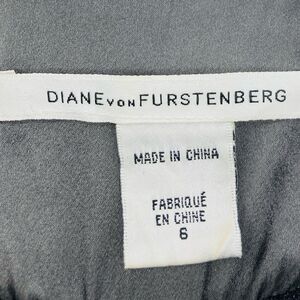 DIANE VON FURSTENBERG
MADE IN CHINA
FABRIQUÉ
EN CHINE
6